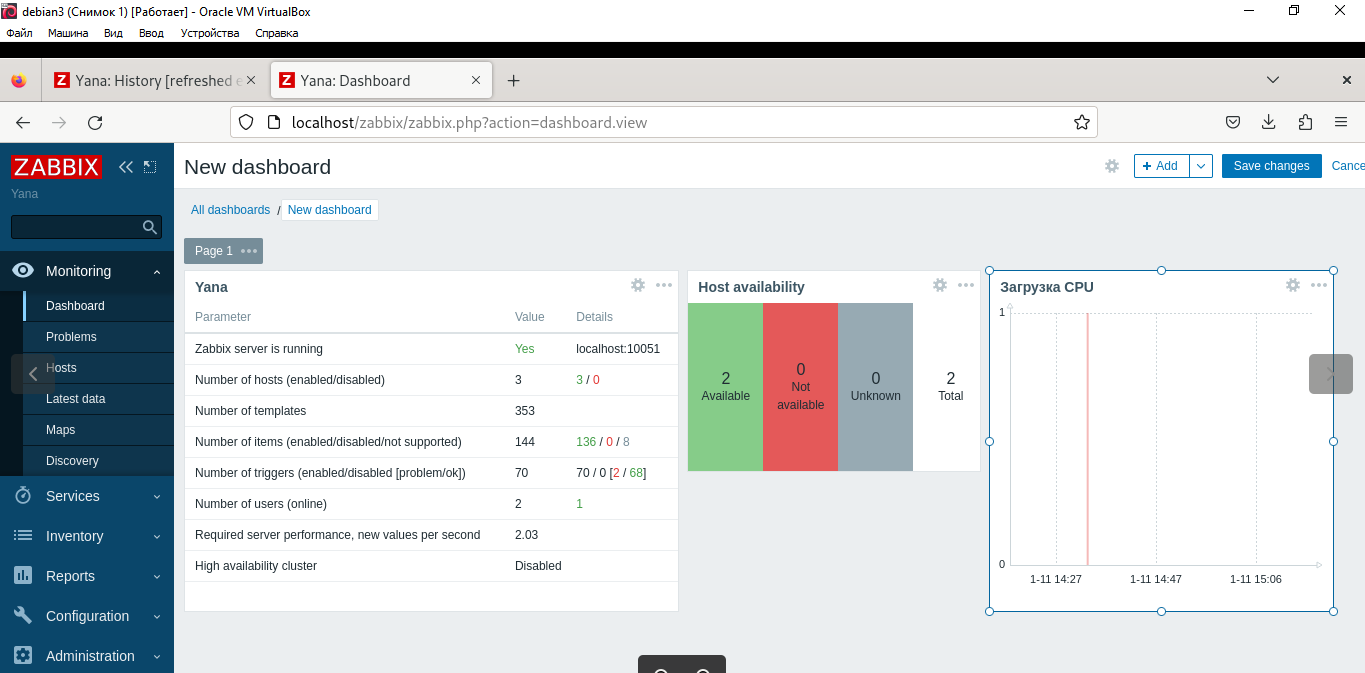 debian3 (Снимок 1) [Работает] - Oracle VM VirtualBox
Файл Машина Вид Ввод Устройства Справка
Yana: History [refreshed e
Yana: Dashboard
localhost/zabbix/zabbix.php?action=dashboard.view
ZABBIX
Yana
Monitoring
Dashboard
Problems
Hosts
Latest data
Maps
Discovery
Services
Inventory
Reports
Configuration
Administration
New dashboard
+ Add
Save changes
Cance
All dashboards / New dashboard
Page 1
Yana
Parameter Value Details
Zabbix server is running Yes localhost:10051
Number of hosts (enabled/disabled) 3 3 / 0
Number of templates 353
Number of items (enabled/disabled/not supported) 144 136 / 0 / 8
Number of triggers (enabled/disabled [problem/ok]) 70 70 / 0 [2 / 68]
Number of users (online) 2 1
Required server performance, new values per second 2.03
High availability cluster Disabled
Host availability
2
Available
0
Not
available
0
Unknown
2
Total
Загрузка CPU
1
0
1-11 14:27 1-11 14:47 1-11 15:06